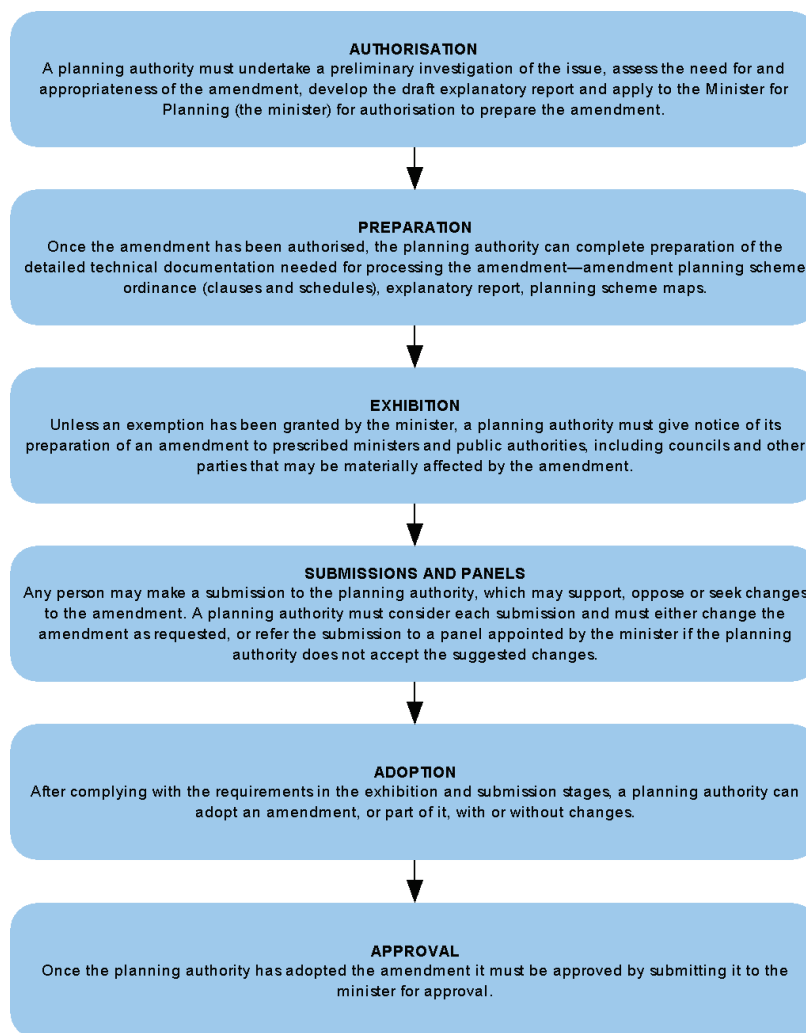 AUTHORISATION
A planning authority must undertake a preliminary investigation of the issue, assess the need for and
appropriateness of the amendment, develop the draft explanatory report and apply to the Minister for
Planning (the minister) for authorisation to prepare the amendment.
PREPARATION
Once the amendment has been authorised, the planning authority can complete preparation of the
detailed technical documentation needed for processing the amendment—amendment planning scheme
ordinance (clauses and schedules), explanatory report, planning scheme maps.
EXHIBITION
Unless an exemption has been granted by the minister, a planning authority must give notice of its
preparation of an amendment to prescribed ministers and public authorities, including councils and other
parties that may be materially affected by the amendment.
SUBMISSIONS AND PANELS
Any person may make a submission to the planning authority, which may support, oppose or seek changes
to the amendment. A planning authority must consider each submission and must either change the
amendment as requested, or refer the submission to a panel appointed by the minister if the planning
authority does not accept the suggested changes.
ADOPTION
After complying with the requirements in the exhibition and submission stages, a planning authority can
adopt an amendment, or part of it, with or without changes.
APPROVAL
Once the planning authority has adopted the amendment it must be approved by submitting it to the
minister for approval.